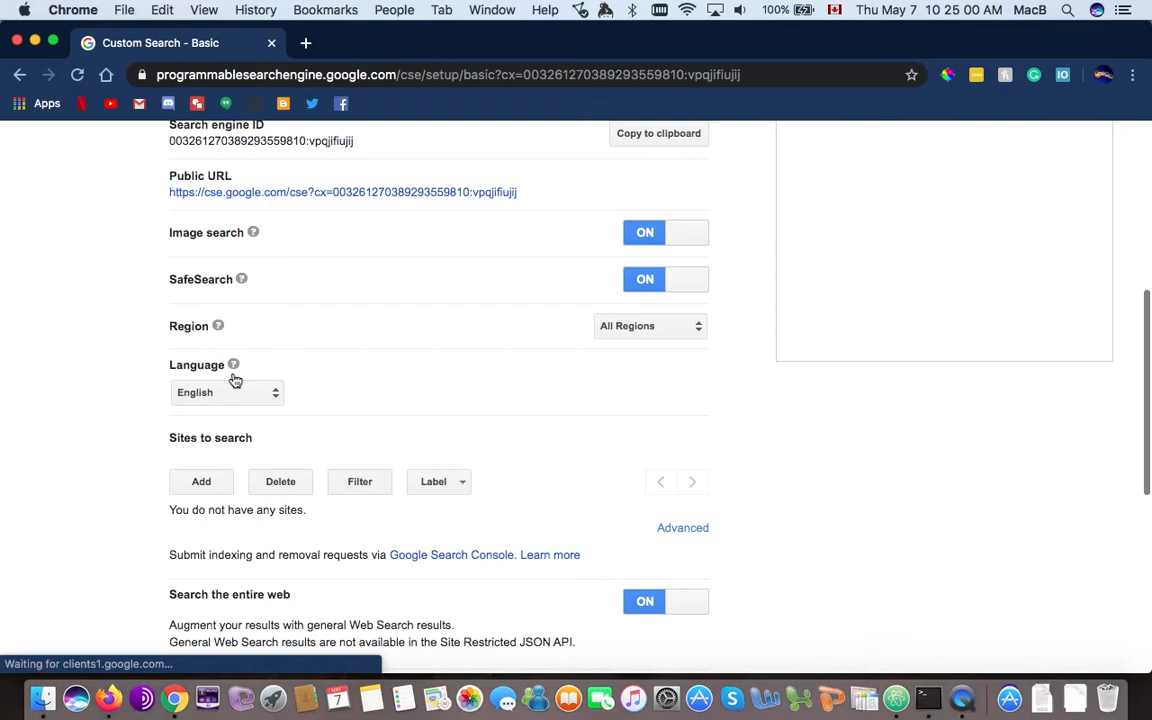 Chrome File Edit View History Bookmarks People Tab Window Help 100% Thu May 7 10 25 00 AM MacB
Custom Search - Basic
programmablesearchengine.google.com/cse/setup/basic?cx=003261270389293559810:vpqjifiujij
Apps
Search engine ID
003261270389293559810:vpqjifiujij
Copy to clipboard
Public URL
https://cse.google.com/cse?cx=003261270389293559810:vpqjifiujij
Image search ON
SafeSearch ON
Region All Regions
Language
English
Sites to search
Add Delete Filter Label
You do not have any sites.
Advanced
Submit indexing and removal requests via Google Search Console. Learn more
Search the entire web ON
Augment your results with general Web Search results.
General Web Search results are not available in the Site Restricted JSON API.
Waiting for clients1.google.com...